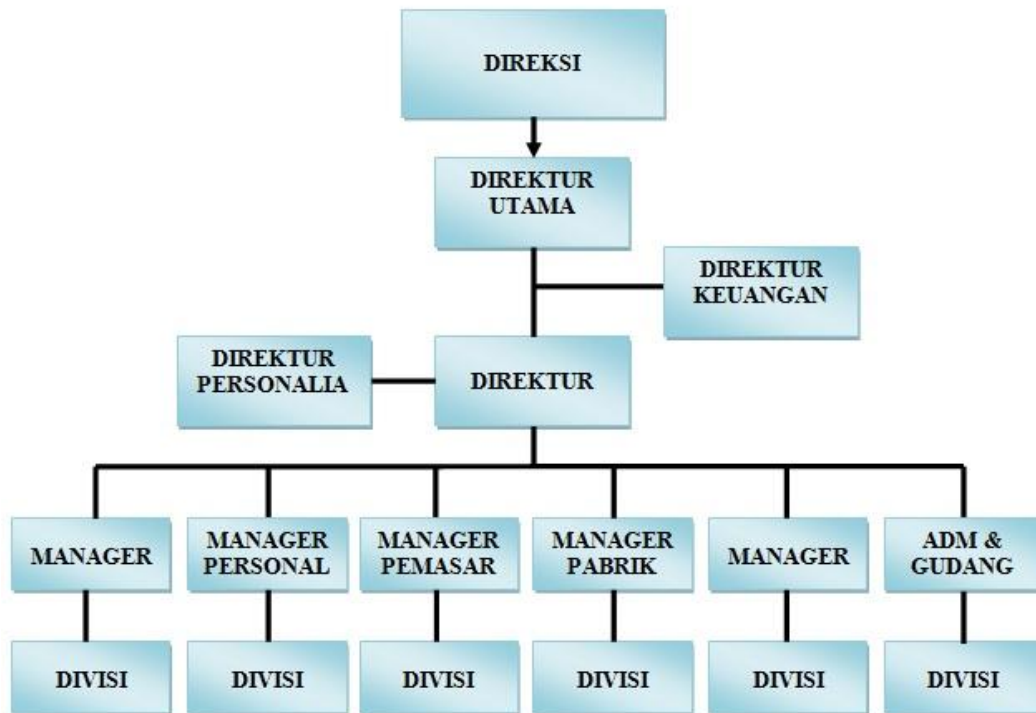 DIREKSI
DIREKTUR
UTAMA
DIREKTUR
KEUANGAN
DIREKTUR
PERSONALIA
DIREKTUR
MANAGER
MANAGER
PERSONAL
MANAGER
PEMASAR
MANAGER
PABRIK
MANAGER
ADM &
GUDANG
DIVISI
DIVISI
DIVISI
DIVISI
DIVISI
DIVISI